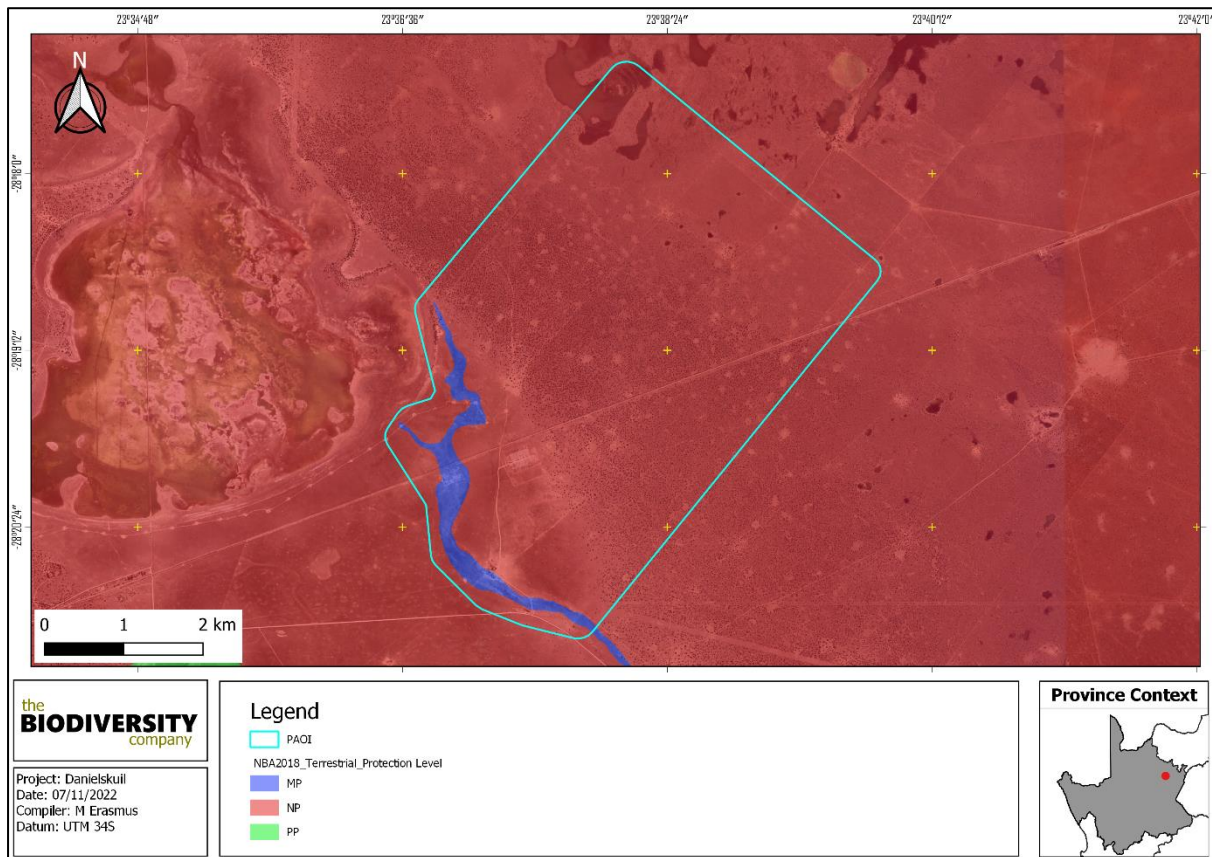 23°34′48″ 23°36′36″ 23°38′24″ 23°40′12″ 23°42′0″
N
-28°18′0″
-28°19′12″
-28°20′24″
0 1 2 km
the
BIODIVERSITY
company
Project: Danielskuil
Date: 07/11/2022
Compiler: M Erasmus
Datum: UTM 34S
Legend
PAOI
NBA2018_Terrestrial_Protection Level
MP
NP
PP
Province Context